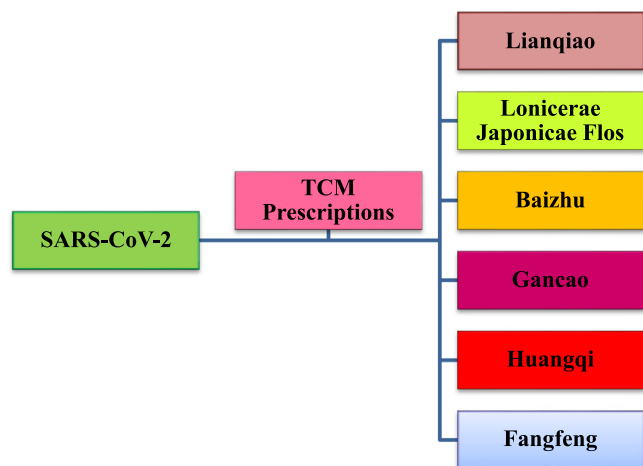 SARS-CoV-2
TCM
Prescriptions
Lianqiao
Lonicerae
Japonicae Flos
Baizhu
Gancao
Huangqi
Fangfeng